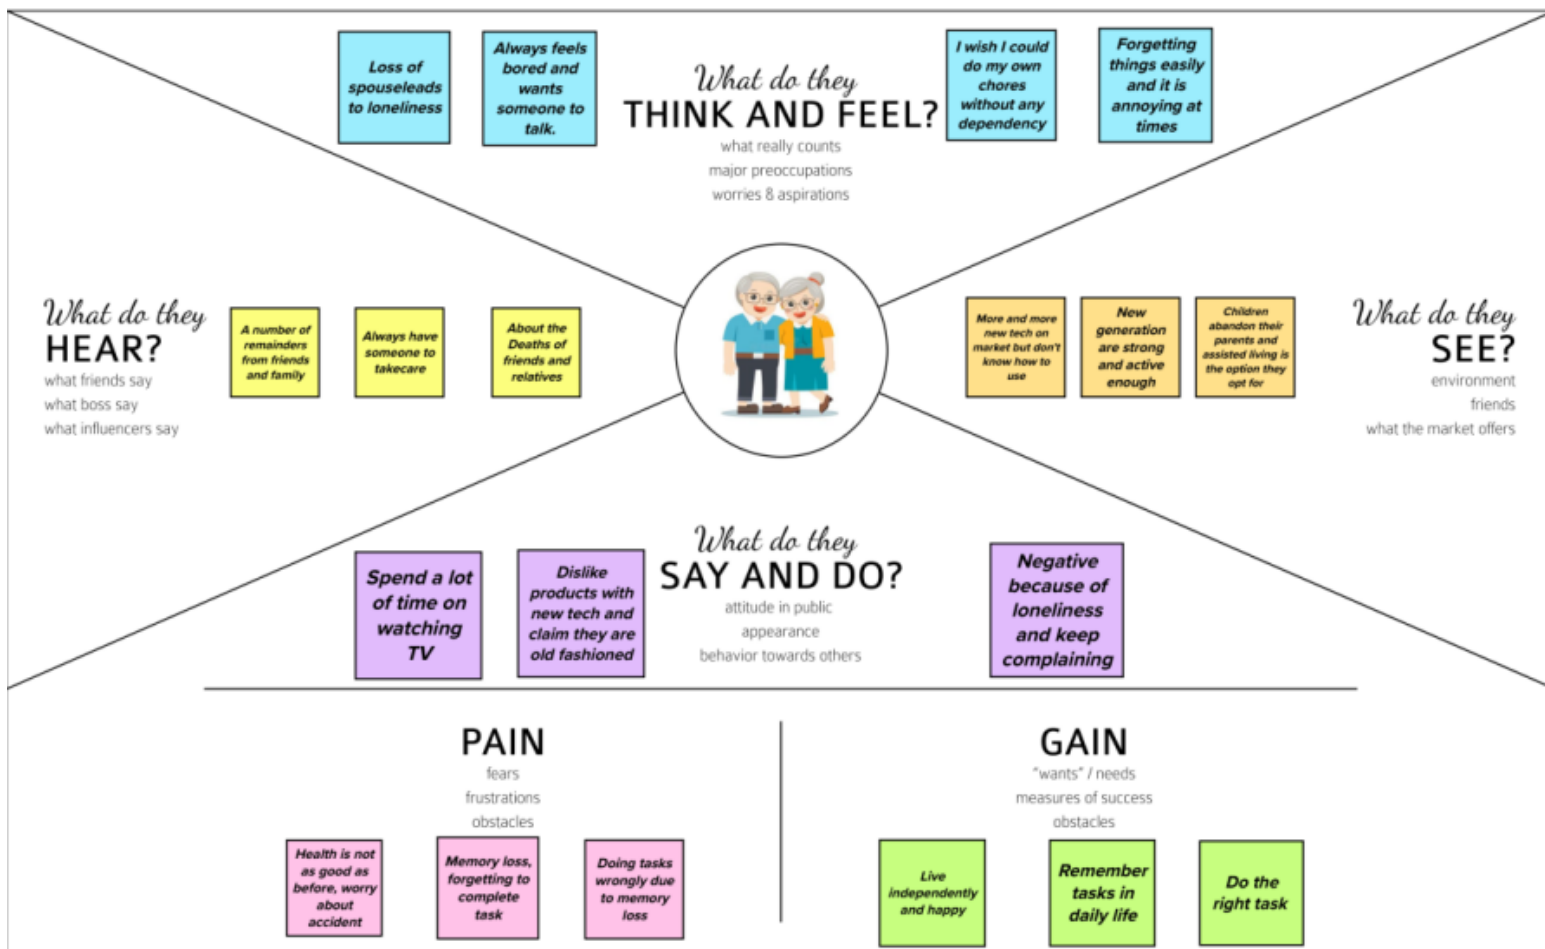 Loss of
spouseleads
to loneliness
Always feels
bored and
wants
someone to
talk.
What do they
THINK AND FEEL?
what really counts
major preoccupations
worries & aspirations
I wish I could
do my own
chores
without any
dependency
Forgetting
things easily
and it is
annoying at
times
What do they
HEAR?
what friends say
what boss say
what influencers say
A number of
remainders
from friends
and family
Always have
someone to
takecare
About the
Deaths of
friends and
relatives
More and more
new tech on
market but don't
know how to
use
New
generation
are strong
and active
enough
Children
abandon their
parents and
assisted living is
the option they
opt for
What do they
SEE?
environment
friends
what the market offers
Spend a lot
of time on
watching
TV
Dislike
products with
new tech and
claim they are
old fashioned
What do they
SAY AND DO?
attitude in public
appearance
behavior towards others
Negative
because of
loneliness
and keep
complaining
PAIN
fears
frustrations
obstacles
Health is not
as good as
before, worry
about
accident
Memory loss,
forgetting to
complete
task
Doing tasks
wrongly due
to memory
loss
GAIN
"wants" / needs
measures of success
obstacles
Live
independently
and happy
Remember
tasks in
daily life
Do the
right task